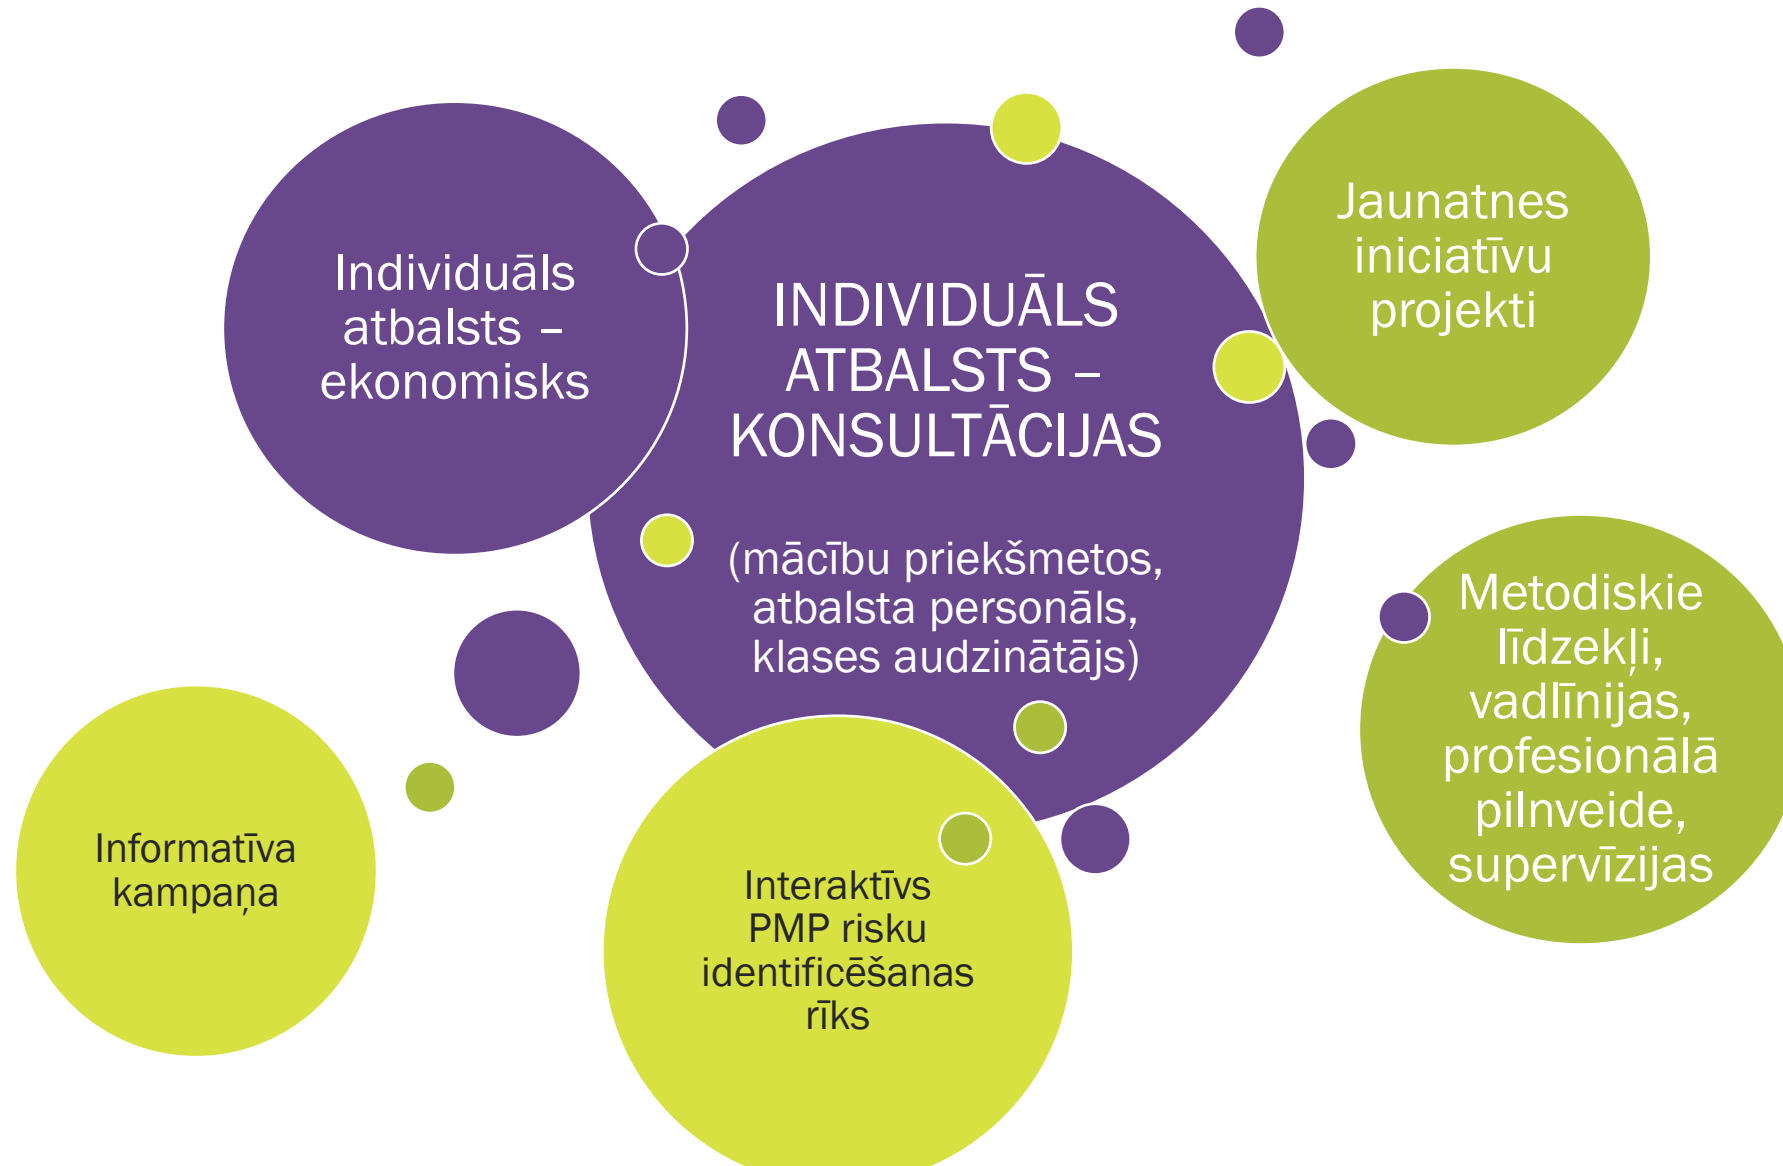 Individuāls
atbalsts –
ekonomisks
INDIVIDUĀLS
ATBALSTS –
KONSULTĀCIJAS
(mācību priekšmetos,
atbalsta personāls,
klases audzinātājs)
Jaunatnes
iniciatīvu
projekti
Metodiskie
līdzekļi,
vadlīnijas,
profesionālā
pilnveide,
supervīzijas
Informatīva
kampaņa
Interaktīvs
PMP risku
identificēšanas
rīks